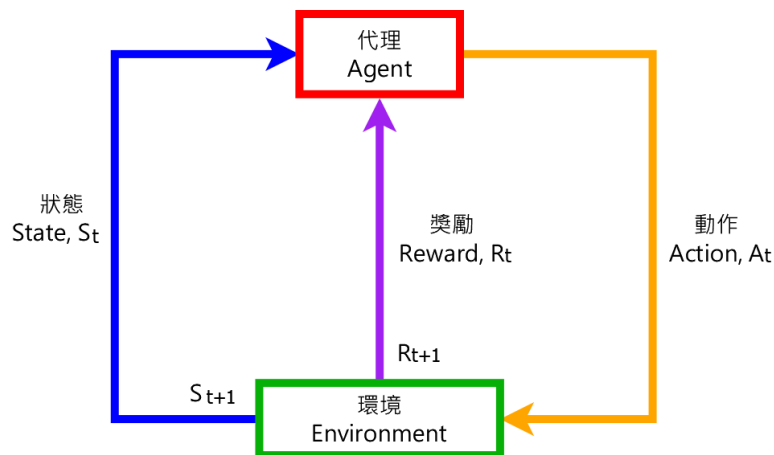 代理
Agent
狀態
State, St
獎勵
Reward, Rt
動作
Action, At
Rt+1
St+1
環境
Environment